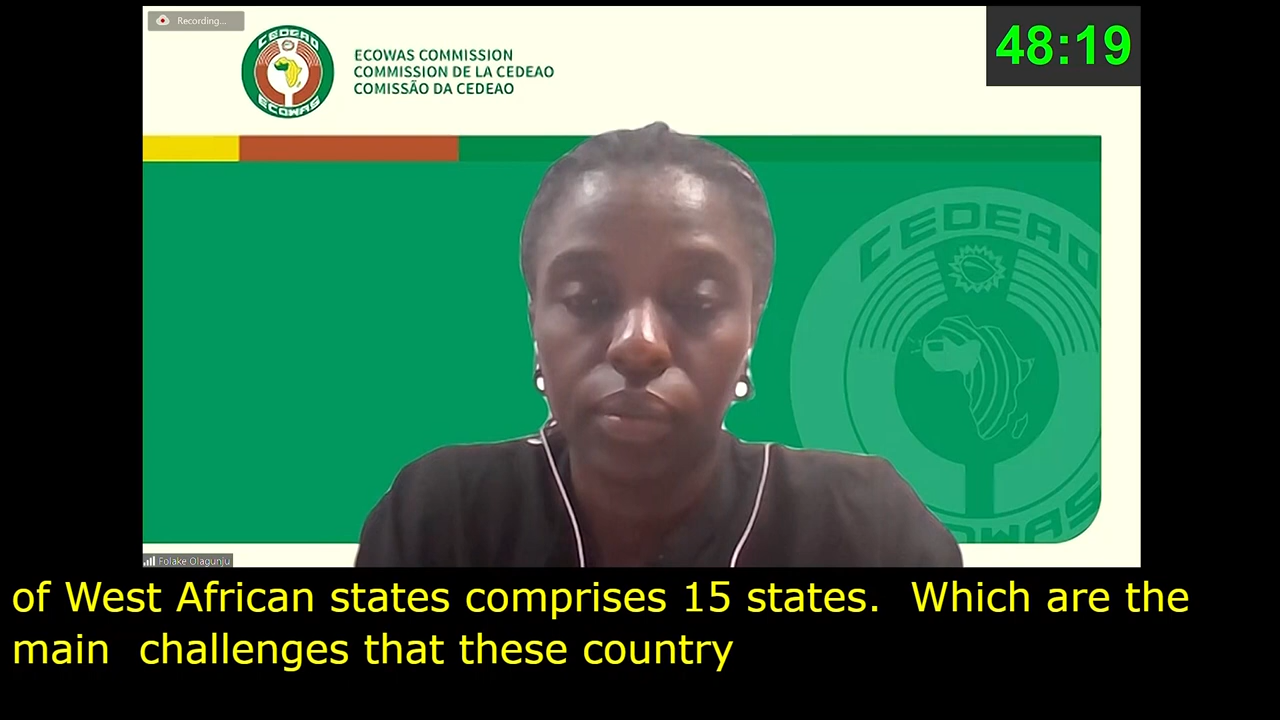 Recording...
CEDEAO
ECOWAS
ECOWAS COMMISSION
COMMISSION DE LA CEDEAO
COMISSÃO DA CEDEAO
48:19
CEDEAO
ECOWAS
Folake Olagunju
of West African states comprises 15 states.  Which are the
main  challenges that these country